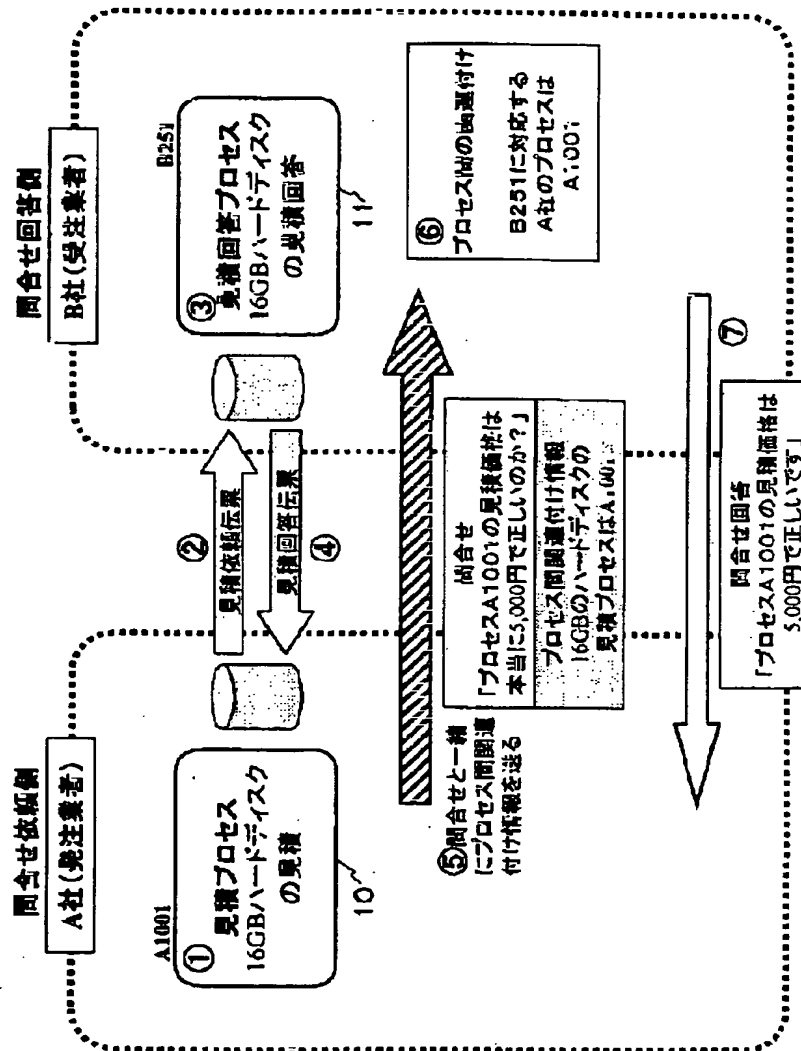 問合せ依頼側
A社(発注業者)
A1001
①
見積プロセス
16GBハードディスク
の見積
10
②
見積依頼伝票
見積回答伝票
④
問合せ回答側
B社(受注業者)
B251
③
見積回答プロセス
16GBハードディスク
の見積回答
11
⑤問合せと一緒
にプロセス間関連
付け情報を送る
問合せ
「プロセスA1001の見積価格は
本当に5,000円で正しいのか？」
プロセス間関連付け情報
16GBのハードディスクの
見積プロセスは
⑥
プロセス間の関連付け
B251に対応する
A社のプロセスは
A1001
⑦
問合せ回答
「プロセスA1001の見積価格は
5,000円で正しいです」